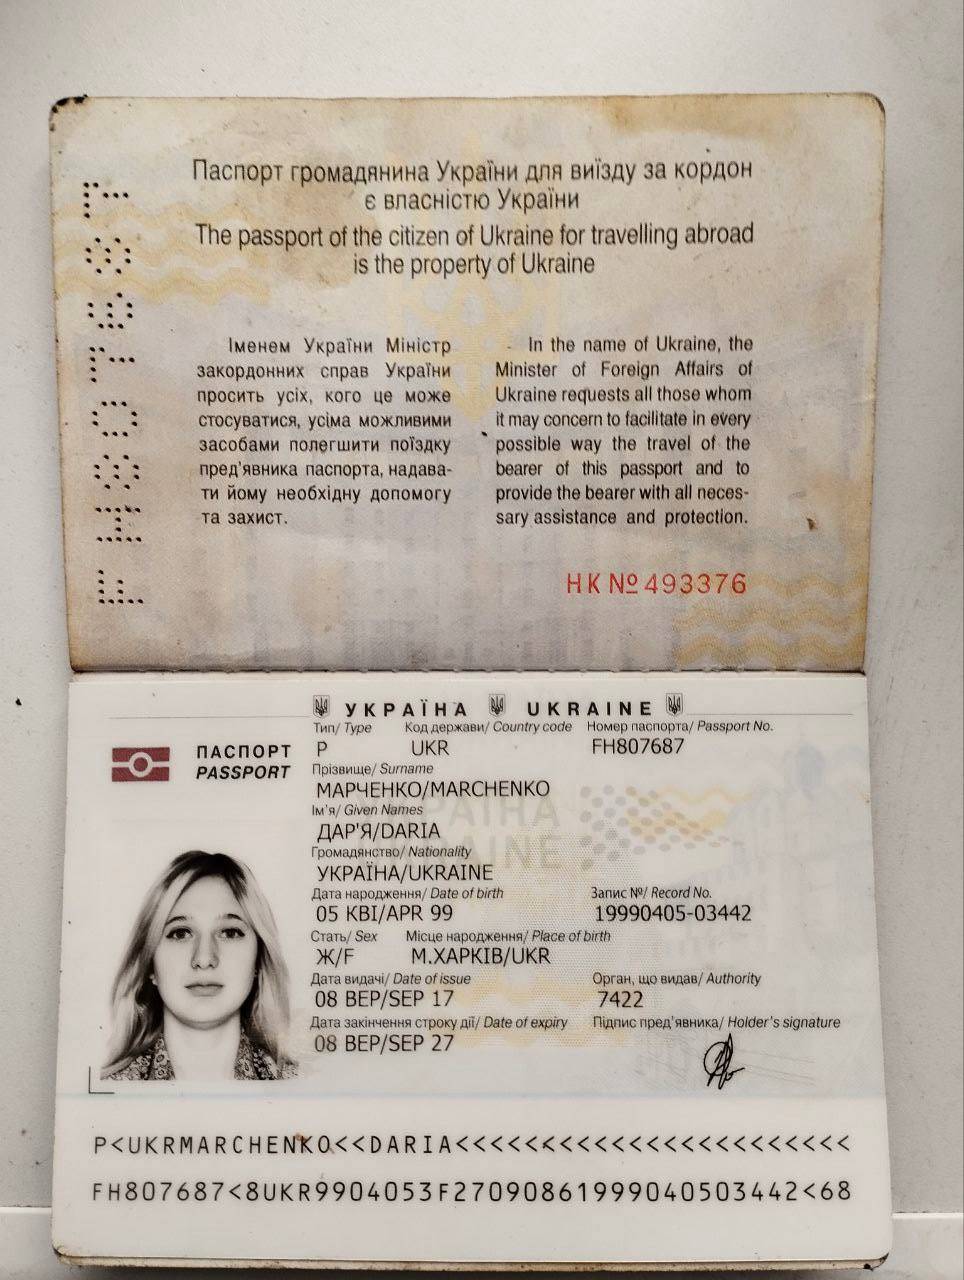 Паспорт громадянина України для виїзду за кордон
є власністю України
The passport of the citizen of Ukraine for travelling abroad
is the property of Ukraine
Іменем України Міністр
закордонних справ України
просить усіх, кого це може
стосуватися, усіма можливими
засобами полегшити поїздку
пред'явника паспорта, надава-
ти йому необхідну допомогу
та захист.
In the name of Ukraine, the
Minister of Foreign Affairs of
Ukraine requests all those whom
it may concern to facilitate in every
possible way the travel of the
bearer of this passport and to
provide the bearer with all neces-
sary assistance and protection.
НК № 493376
FH807687
УКРАЇНА UKRAINE
ПАСПОРТ
PASSPORT
Тип/ Type Код держави/ Country code Номер паспорта/ Passport No.
P UKR FH807687
Прізвище/ Surname
МАРЧЕНКО/MARCHENKO
Ім'я/ Given Names
ДАР'Я/DARIA
Громадянство/ Nationality
УКРАЇНА/UKRAINE
Дата народження/ Date of birth Запис №/ Record No.
05 КВІ/APR 99 19990405-03442
Стать/ Sex Місце народження/ Place of birth
Ж/F М.ХАРКІВ/UKR
Дата видачі/ Date of issue Орган, що видав/ Authority
08 ВЕР/SEP 17 7422
Дата закінчення строку дії/ Date of expiry Підпис пред'явника/ Holder's signature
08 ВЕР/SEP 27
P<UKRMARCHENKO<<DARIA<<<<<<<<<<<<<<<<<<<<<<<
FH807687<8UKR9904053F27090861999040503442<68